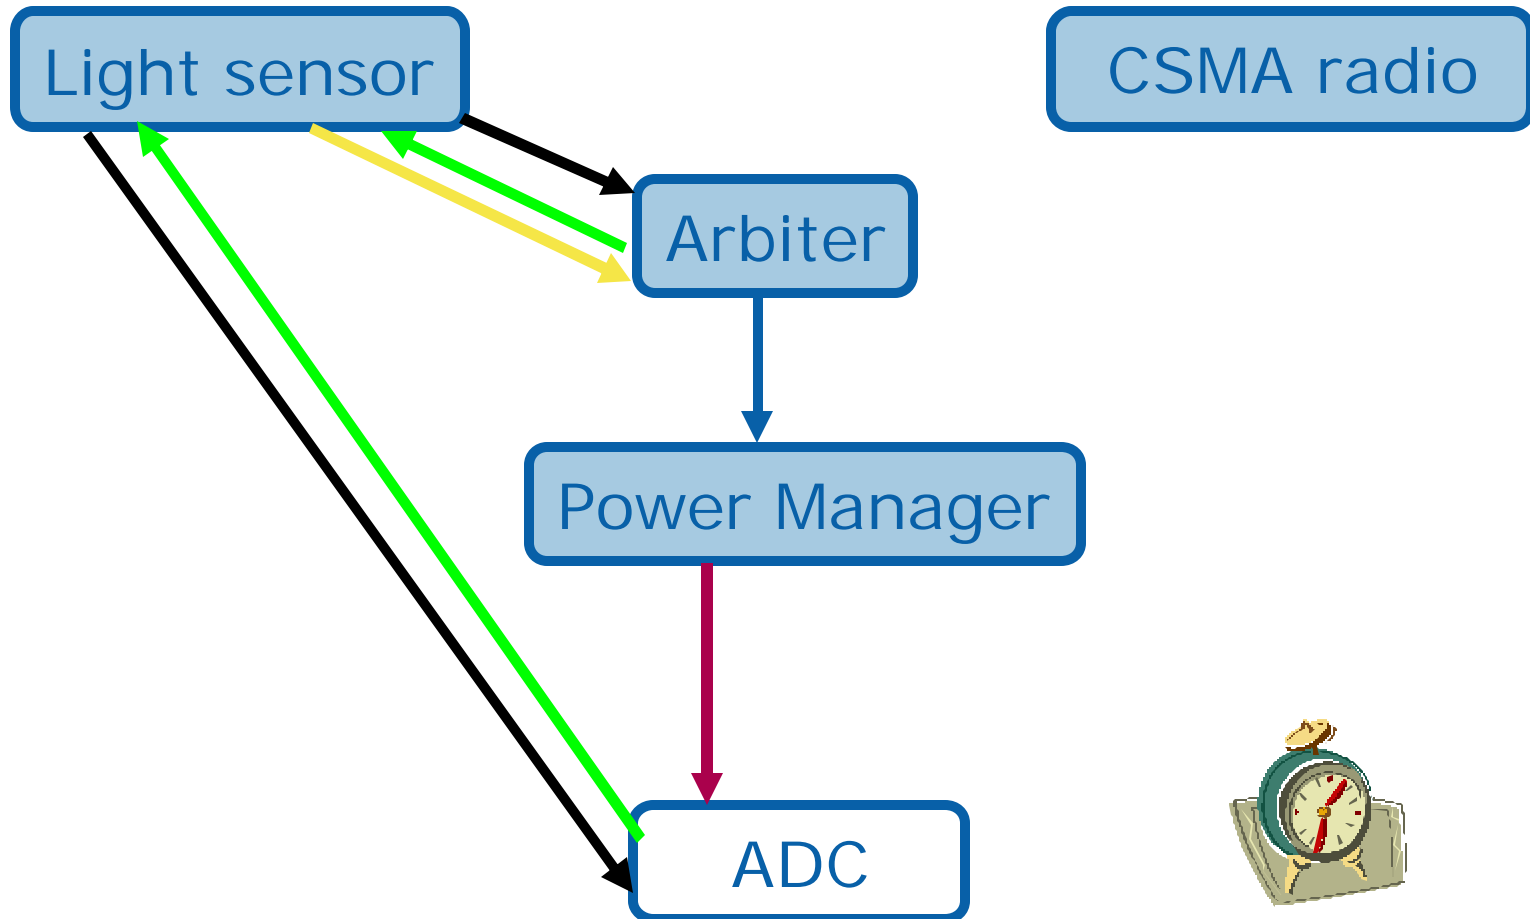 Light sensor
CSMA radio
Arbiter
Power Manager
ADC